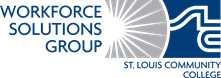 WORKFORCE
SOLUTIONS
GROUP
ST. LOUIS COMMUNITY
COLLEGE